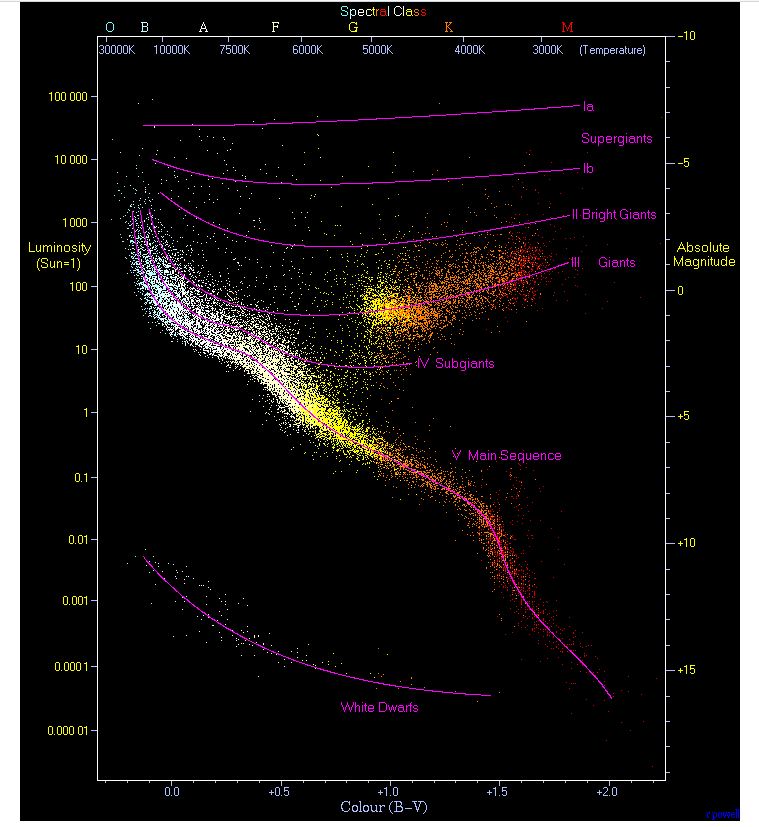 Spectral Class
O B A F G K M
30000K 10000K 7500K 6000K 5000K 4000K 3000K (Temperature)
-10
100 000
Ia
Supergiants
10 000
-5
Ib
1000
II Bright Giants
Luminosity
(Sun=1)
Absolute
Magnitude
III Giants
100
0
10
IV Subgiants
1
+5
V Main Sequence
0.1
0.01
+10
0.001
0.0001
+15
White Dwarfs
0.000 01
0.0 +0.5 +1.0 +1.5 +2.0
Colour (B-V)
r.powell